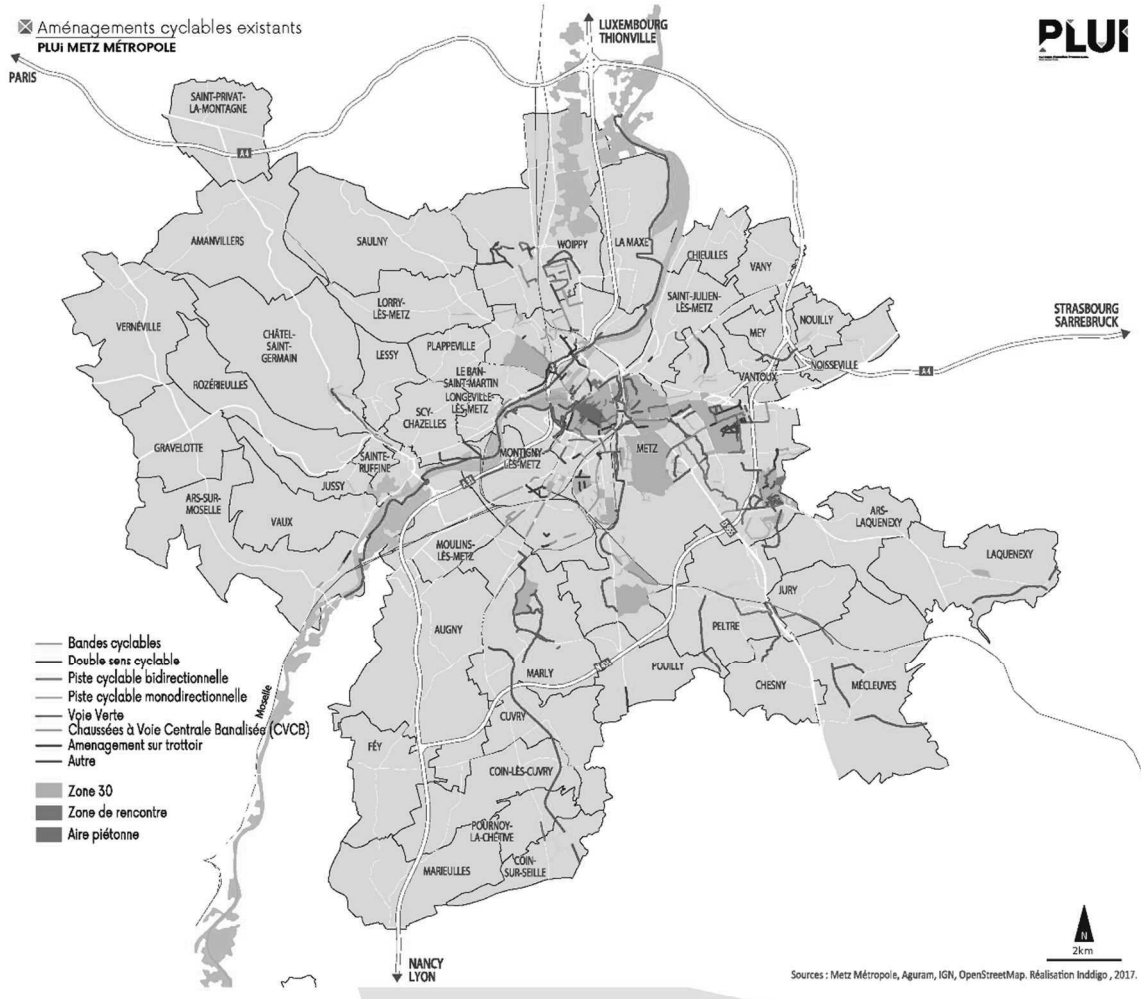 Aménagements cyclables existants
PLUi METZ MÉTROPOLE
PLUi
PARIS
LUXEMBOURG
THIONVILLE
SAINT-PRIVAT-
LA-MONTAGNE
A4
AMANVILLERS
SAULNY
WOIPPY
LA MAXE
CHIEULLES
VANY
SAINT-JULIEN-
LÈS-METZ
LORRY-
LÈS-METZ
VERNÉVILLE
CHÂTEL-
SAINT-
GERMAIN
LESSY
PLAPPEVILLE
MEY
NOUILLY
NOISSEVILLE
VANTOUX
STRASBOURG
SARREBRUCK
A4
LE BAN-
SAINT-MARTIN
LONGEVILLE-
LÈS-METZ
ROZÉRIEULLES
SCY-
CHAZELLES
GRAVELOTTE
SAINTE-
RUFFINE
MONTIGNY-
LÈS-METZ
METZ
JUSSY
ARS-SUR-
MOSELLE
VAUX
MOULINS-
LÈS-METZ
ARS-
LAQUENEXY
LAQUENEXY
JURY
PELTRE
AUGNY
MARLY
POUILLY
CHESNY
MÉCLEUVES
CUVRY
FÉY
COIN-LÈS-CUVRY
POURNOY-
LA-CHÉTIVE
MARIEULLES
COIN-
SUR-SEILLE
Moselle
Bandes cyclables
Double sens cyclable
Piste cyclable bidirectionnelle
Piste cyclable monodirectionnelle
Voie Verte
Chaussées à Voie Centrale Banalisée (CVCB)
Amenagement sur trottoir
Autre
Zone 30
Zone de rencontre
Aire piétonne
NANCY
LYON
N
2km
Sources : Metz Métropole, Aguram, IGN, OpenStreetMap. Réalisation Inddigo , 2017.